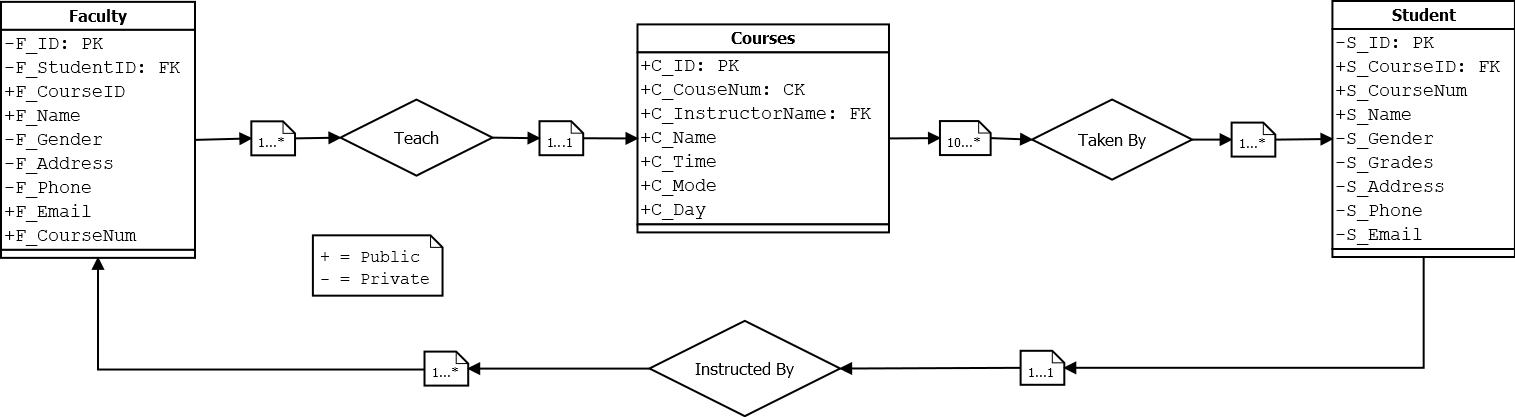 Faculty
-F_ID: PK
-F_StudentID: FK
+F_CourseID
+F_Name
-F_Gender
-F_Address
-F_Phone
+F_Email
+F_CourseNum
1...*
Teach
1...1
Courses
+C_ID: PK
+C_CouseNum: CK
+C_InstructorName: FK
+C_Name
+C_Time
+C_Mode
+C_Day
10...*
Taken By
1...*
Student
-S_ID: PK
+S_CourseID: FK
+S_CourseNum
+S_Name
-S_Gender
-S_Grades
-S_Address
-S_Phone
-S_Email
+ = Public
- = Private
1...*
Instructed By
1...1